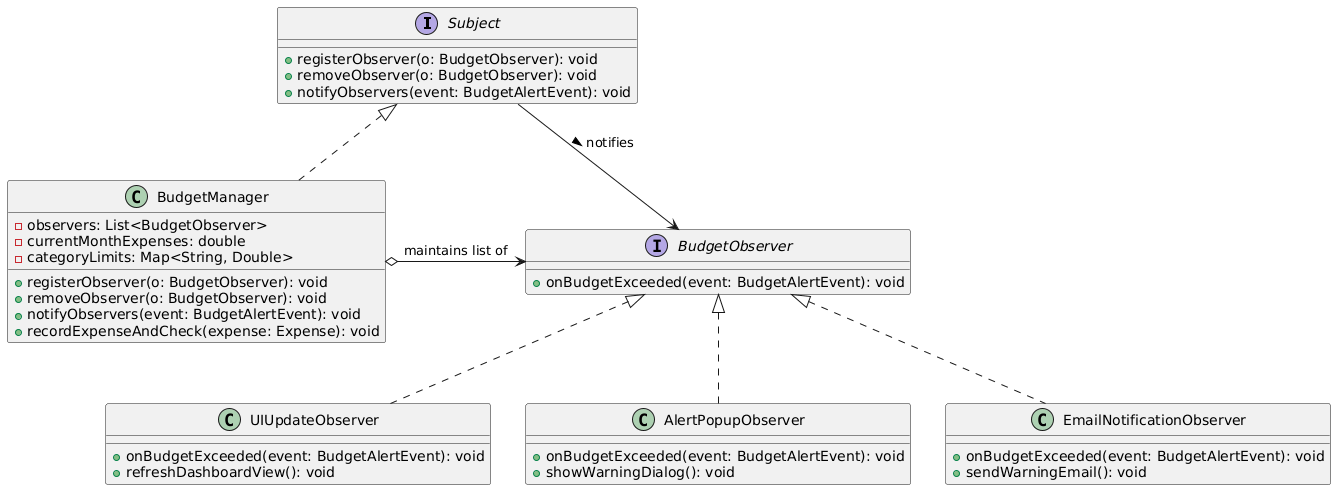 I Subject
registerObserver(o: BudgetObserver): void
removeObserver(o: BudgetObserver): void
notifyObservers(event: BudgetAlertEvent): void
notifies
C BudgetManager
observers: List<BudgetObserver>
currentMonthExpenses: double
categoryLimits: Map<String, Double>
registerObserver(o: BudgetObserver): void
removeObserver(o: BudgetObserver): void
notifyObservers(event: BudgetAlertEvent): void
recordExpenseAndCheck(expense: Expense): void
maintains list of
I BudgetObserver
onBudgetExceeded(event: BudgetAlertEvent): void
C UIUpdateObserver
onBudgetExceeded(event: BudgetAlertEvent): void
refreshDashboardView(): void
C AlertPopupObserver
onBudgetExceeded(event: BudgetAlertEvent): void
showWarningDialog(): void
C EmailNotificationObserver
onBudgetExceeded(event: BudgetAlertEvent): void
sendWarningEmail(): void